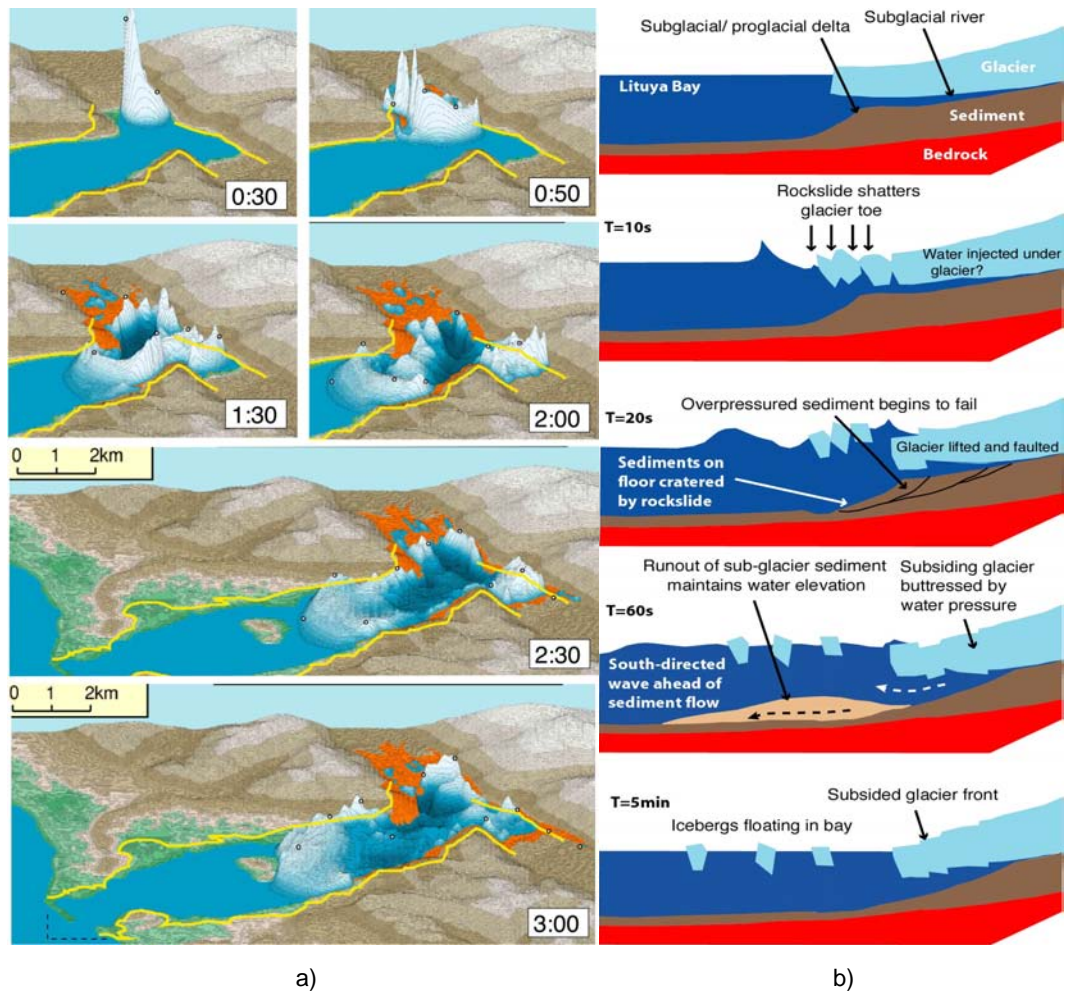 0:30
0:50
1:30
2:00
0 1 2km
2:30
0 1 2km
3:00
a)
Subglacial/ proglacial delta
Subglacial river
Glacier
Lituya Bay
Sediment
Bedrock
Rockslide shatters
glacier toe
T=10s
Water injected under
glacier?
T=20s
Overpressured sediment begins to fail
Glacier lifted and faulted
Sediments on
floor cratered
by rockslide
Runout of sub-glacier sediment
maintains water elevation
Subsiding glacier
buttressed by
water pressure
T=60s
South-directed
wave ahead of
sediment flow
T=5min
Subsided glacier front
Icebergs floating in bay
b)